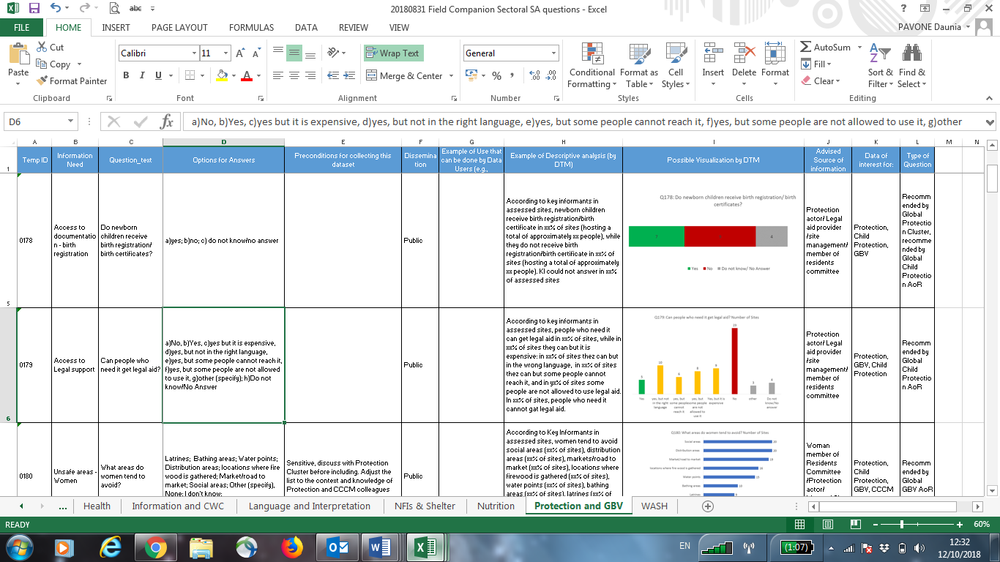 20180831 Field Companion Sectoral SA questions - Excel
FILE HOME INSERT PAGE LAYOUT FORMULAS DATA REVIEW VIEW
PAVONE Daunia
Paste
Cut
Copy
Format Painter
Clipboard
Calibri 11
B I U
Font
Wrap Text
Merge & Center
Alignment
General
Number
Conditional Formatting
Format as Table
Cell Styles
Styles
Insert Delete Format
Cells
AutoSum
Fill
Clear
Sort & Filter
Find & Select
Editing
D6
a)No, b)Yes, c)yes but it is expensive, d)yes, but not in the right language, e)yes, but some people cannot reach it, f)yes, but some people are not allowed to use it, g)other
A B C D E F G H I J K L M N
1
Temp ID
Information
Need
Question_text
Options for Answers
Preconditions for collecting this
dataset
Dissemina
tion
Example of Use that
can be done by Data
Users (e.g.,
Example of Descriptive analysis (by
DTM)
Possible Visualization by DTM
Advised
Source of
information
Data of
interest for:
Type of
Question
5
0178
Access to
documentatio
n - birth
registration
Do newborn
children receive
birth registration/
birth certificates?
a)yes; b)no; c) do not know/no answer
Public
According to key informants in
assessed sites, newborn children
receive birth registration/birth
certificate in xx% of sites (hosting a
total of approximately xx people), while
they do not receive birth
registration/birth certificate in xx% of
sites (hosting a total of approximately
xx people). KI could not answer in xx%
of assessed sites
Q178: Do newborn children receive birth registration/ birth
certificates?
4
Yes No Do not know/ No Answer
Protection
actor/ Legal
aid provider
/site
management/
member of
residents
committee
Protection,
Child
Protection,
GBV
Recomm
ended by
Global
Protectio
n Cluster,
recomme
nded by
Global
Child
Protectio
n AoR
6
0179
Access to
Legal support
Can people who
need it get legal aid?
a)No, b)Yes, c)yes but it is expensive,
d)yes, but not in the right language,
e)yes, but some people cannot reach it,
f)yes, but some people are not allowed
to use it, g)other (specify); h)Do not
know/No Answer
Public
According to key informants in
assessed sites, people who need it
can get legal aid in xx% of sites, while in
xx% of sites they can but it is
expensive; in xx% of sites thez can but
in the wrong language, in xx% of sites
thez can but some people cannot
reach it, and in yx% of sites some
people are not allowed to use legal aid.
In xx% of sites, people who need it
cannot gat legal aid.
Q179: Can people who need it get legal aid? Number of Sites
Yes
yes, but not
in the right
language
yes, but
some people
cannot
reach it
yes, but
some people
are not
allowed to
use it
Yes, but it is
expensive
No
other
Do not
know/No
answer
Protection
actor/ Legal
aid provider
/site
management/
member of
residents
committee
Protection,
GBV, Child
Protection
Recomm
ended by
Global
Child
Protectio
n AoR
0180
Unsafe areas -
Women
What areas do
women tend to
avoid?
Latrines; Bathing areas; Water points;
Distribution areas; locations where fire
wood is gathered; Market/road to
market; Social areas; Other (specify),
None; I don't know;
Sensitive, discuss with Protection
Cluster before including. Adjust the
list to the context and knowledge of
Protection and CCCM colleagues
Public
According to Key Informants in
assessed sites, women tend to avoid
social areas (xx% of sites), distribution
areas (xx% of sites), markets/road to
market (xx% of sites), locations where
firewood is gathered (xx% of sites),
water points (xx% of sites), bathing
areas (xx% of sites), latrines (xx% of
Q180: What areas do women tend to avoid? Number of Sites
Social areas
Distribution areas
Market/road to market
locations where fire wood is gathered
Water points
Bathing areas
Latrines
Woman
member of
Residents
Committee
/Protection
actor/
Protection,
Child
Protection,
GBV, CCCM
Recomm
ended by
Global
GBV AoR
... Health Information and CWC Language and Interpretation NFIs & Shelter Nutrition Protection and GBV WASH
READY
60%
EN
(1:07)
12:32
12/10/2018